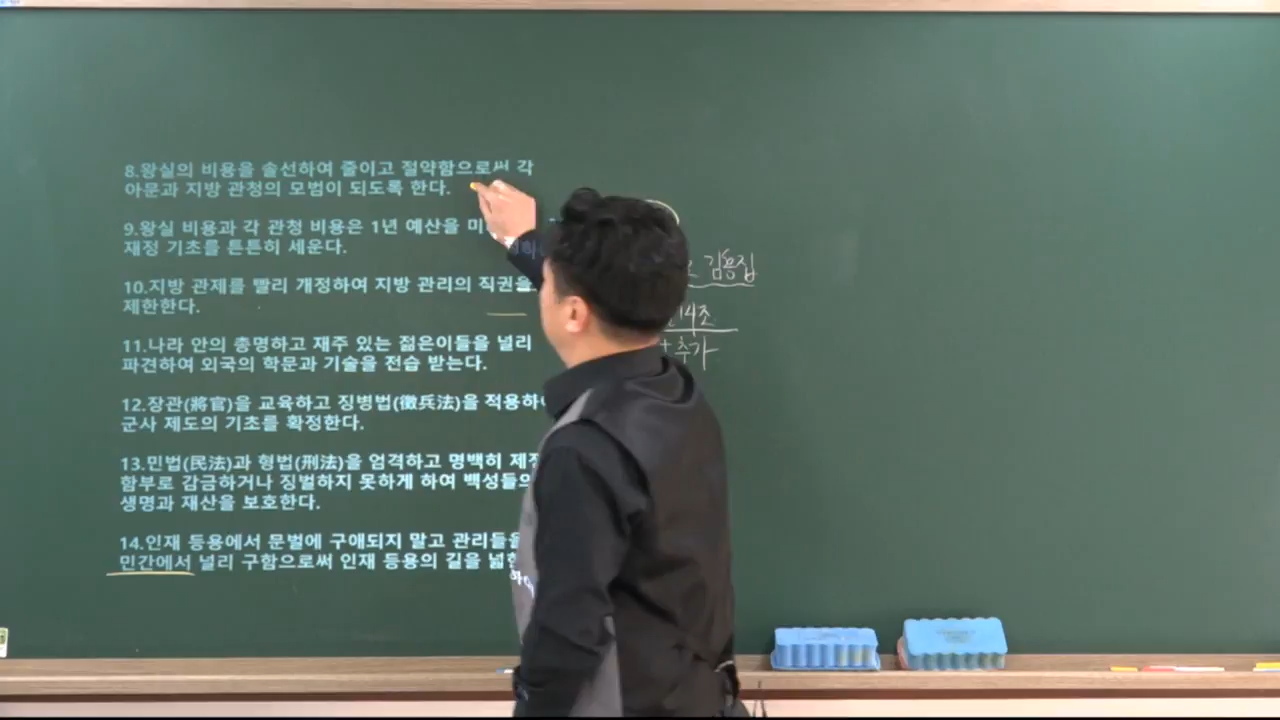 8.왕실의 비용을 솔선하여 줄이고 절약함으로써 각
아문과 지방 관청의 모범이 되도록 한다.
9.왕실 비용과 각 관청 비용은 1년 예산을
재정 기초를 튼튼히 세운다.
10.지방 관제를 빨리 개정하여 지방 관리의 직권을
제한한다.
11.나라 안의 총명하고 재주 있는 젊은이들을 널리
파견하여 외국의 학문과 기술을 전습 받는다.
12.장관(將官)을 교육하고 징병법(徵兵法)을 적용하
군사 제도의 기초를 확정한다.
13.민법(民法)과 형법(刑法)을 엄격하고 명백히
함부로 감금하거나 징벌하지 못하게 하여 백성들의
생명과 재산을 보호한다.
14.인재 등용에서 문벌에 구애되지 말고 관리들을
민간에서 널리 구함으로써 인재 등용의 길을
김홍집
14조
추가